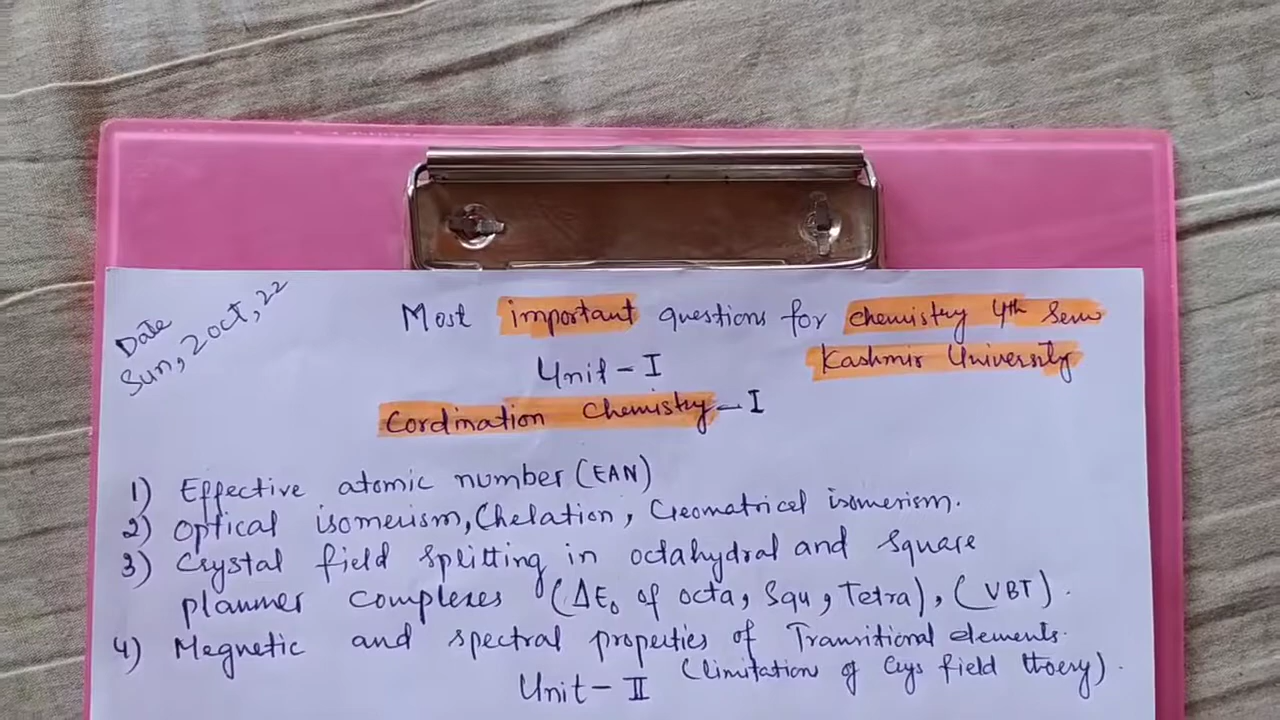 Date
Sun, 2 oct, 22
Most important questions for chemistry 4th Sem
Kashmir University
Unit - I
Cordination Chemistry - I
1) Effective atomic number (EAN)
2) Optical isomerism, Chelation, Geomatrical isomerism.
3) Crystal field splitting in octahydral and square
planner complexes (ΔE₀ of octa, Squ, Tetra), (VBT).
4) Magnetic and spectral properties of Transitional elements.
(limitation of Crys field thoery).
Unit - II